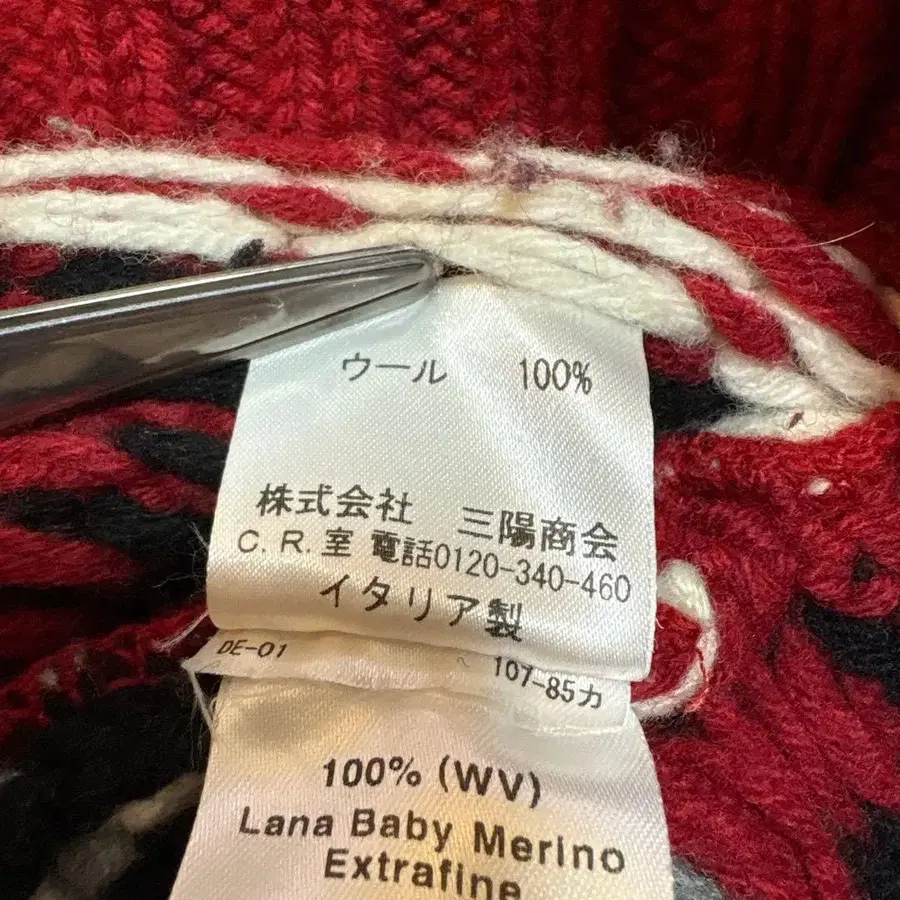 ウール 100%
株式会社 三陽商会
C.R.室 電話0120-340-460
イタリア製
DE-01 107-85カ
100% (WV)
Lana Baby Merino
Extrafine